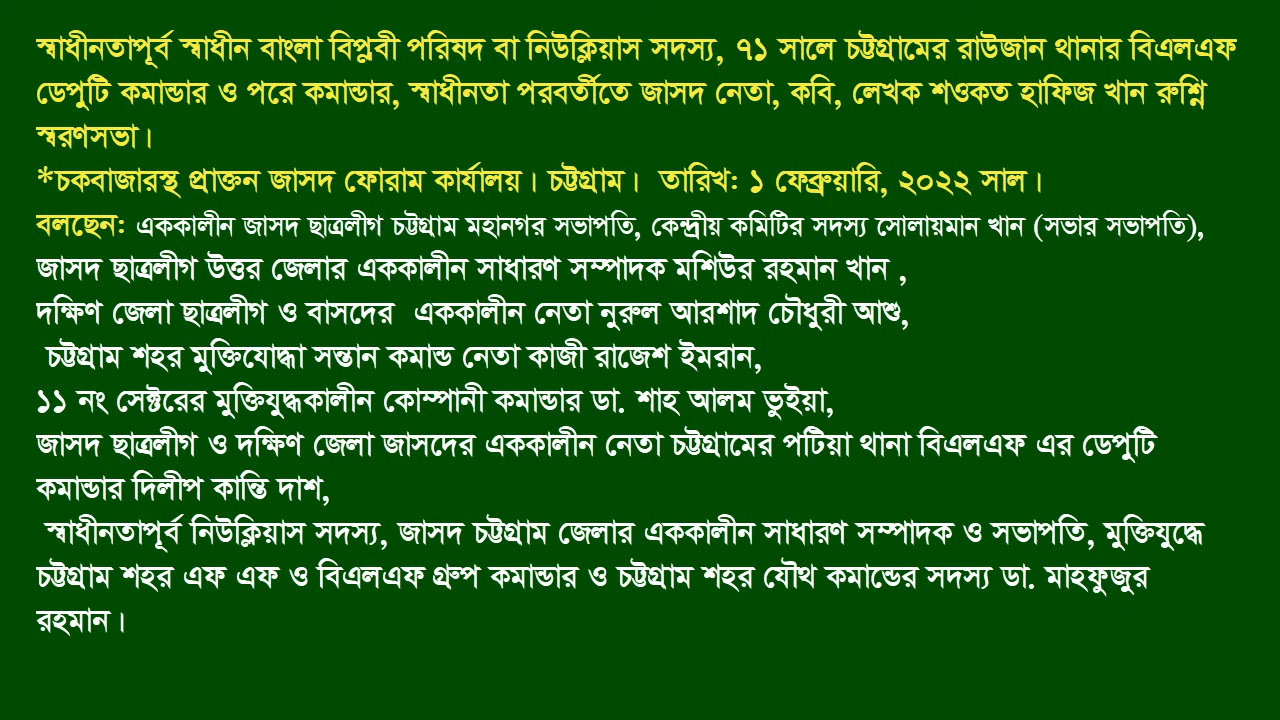 স্বাধীনতাপূর্ব স্বাধীন বাংলা বিপ্লবী পরিষদ বা নিউক্লিয়াস সদস্য, ৭১ সালে চট্টগ্রামের রাউজান থানার বিএলএফ
ডেপুটি কমান্ডার ও পরে কমান্ডার, স্বাধীনতা পরবর্তীতে জাসদ নেতা, কবি, লেখক শওকত হাফিজ খান রুশ্নি
স্বরণসভা।
*চকবাজারস্থ প্রাক্তন জাসদ ফোরাম কার্যালয়। চট্টগ্রাম।  তারিখ: ১ ফেব্রুয়ারি, ২০২২ সাল।
বলছেন: এককালীন জাসদ ছাত্রলীগ চট্টগ্রাম মহানগর সভাপতি, কেন্দ্রীয় কমিটির সদস্য সোলায়মান খান (সভার সভাপতি),
জাসদ ছাত্রলীগ উত্তর জেলার এককালীন সাধারণ সম্পাদক মশিউর রহমান খান ,
দক্ষিণ জেলা ছাত্রলীগ ও বাসদের  এককালীন নেতা নুরুল আরশাদ চৌধুরী আশু,
চট্টগ্রাম শহর মুক্তিযোদ্ধা সন্তান কমান্ড নেতা কাজী রাজেশ ইমরান,
১১ নং সেক্টরের মুক্তিযুদ্ধকালীন কোম্পানী কমান্ডার ডা. শাহ আলম ভুইয়া,
জাসদ ছাত্রলীগ ও দক্ষিণ জেলা জাসদের এককালীন নেতা চট্টগ্রামের পটিয়া থানা বিএলএফ এর ডেপুটি
কমান্ডার দিলীপ কান্তি দাশ,
স্বাধীনতাপূর্ব নিউক্লিয়াস সদস্য, জাসদ চট্টগ্রাম জেলার এককালীন সাধারণ সম্পাদক ও সভাপতি, মুক্তিযুদ্ধে
চট্টগ্রাম শহর এফ এফ ও বিএলএফ গ্রুপ কমান্ডার ও চট্টগ্রাম শহর যৌথ কমান্ডের সদস্য ডা. মাহফুজুর
রহমান।